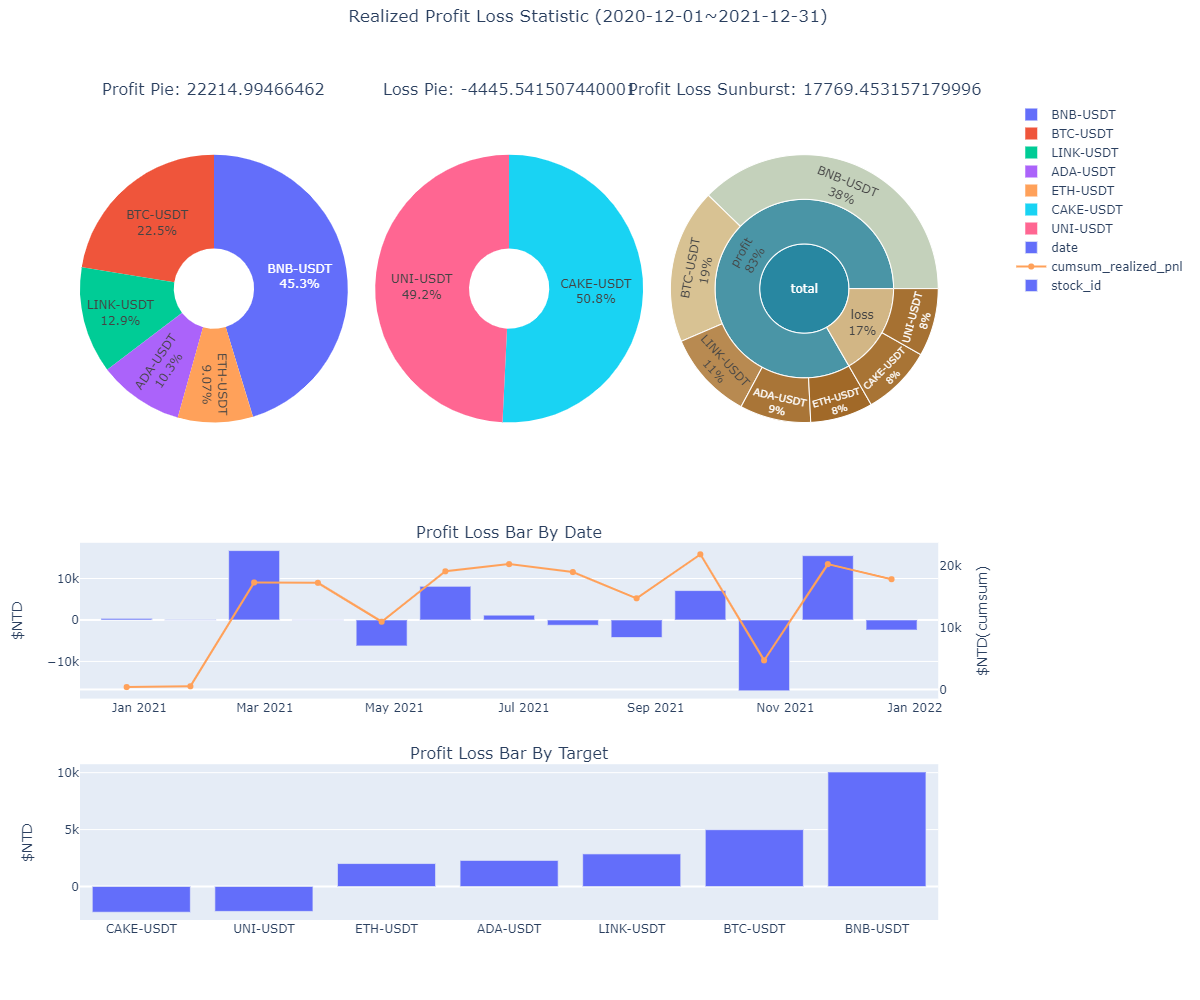 Realized Profit Loss Statistic (2020-12-01~2021-12-31)
Profit Pie: 22214.99466462
Loss Pie: -4445.541507440001
Profit Loss Sunburst: 17769.453157179996
BNB-USDT
BTC-USDT
LINK-USDT
ADA-USDT
ETH-USDT
CAKE-USDT
UNI-USDT
date
cumsum_realized_pnl
stock_id
BTC-USDT
22.5%
BNB-USDT
45.3%
LINK-USDT
12.9%
ADA-USDT
10.3%
ETH-USDT
9.07%
UNI-USDT
49.2%
CAKE-USDT
50.8%
BNB-USDT
38%
BTC-USDT
19%
profit
83%
total
loss
17%
UNI-USDT
8%
LINK-USDT
11%
CAKE-USDT
8%
ADA-USDT
9%
ETH-USDT
8%
Profit Loss Bar By Date
10k
0
−10k
$NTD
20k
10k
0
$NTD(cumsum)
Jan 2021
Mar 2021
May 2021
Jul 2021
Sep 2021
Nov 2021
Jan 2022
Profit Loss Bar By Target
10k
5k
0
$NTD
CAKE-USDT
UNI-USDT
ETH-USDT
ADA-USDT
LINK-USDT
BTC-USDT
BNB-USDT